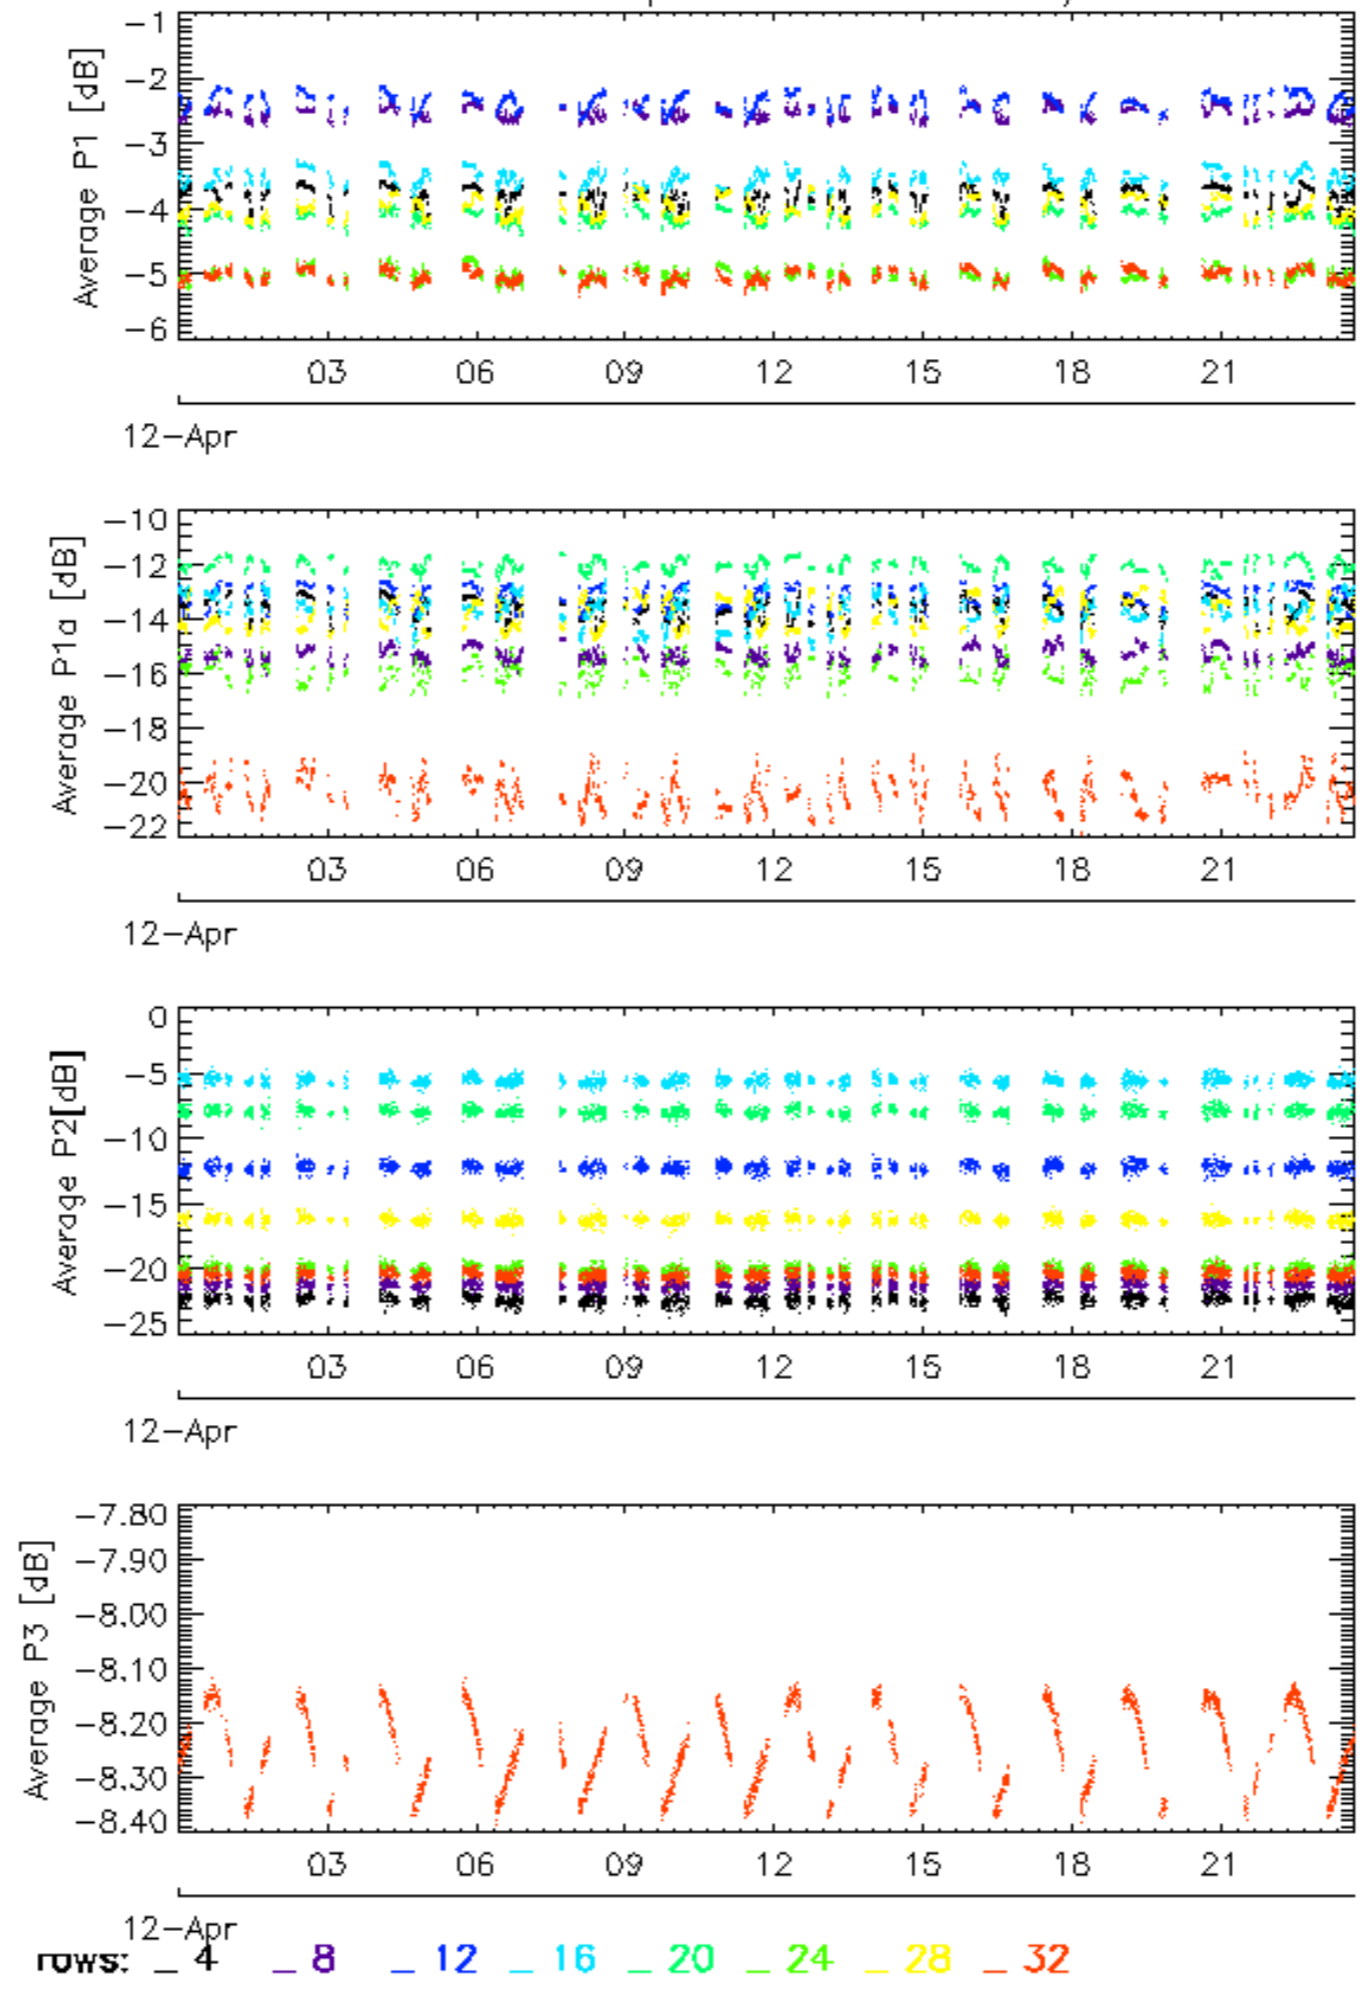 Average P1 [dB]
-1
-2
-3
-4
-5
-6
03 06 09 12 15 18 21
12-Apr
Average P1a [dB]
-10
-12
-14
-16
-18
-20
-22
03 06 09 12 15 18 21
12-Apr
Average P2[dB]
0
-5
-10
-15
-20
-25
03 06 09 12 15 18 21
12-Apr
Average P3 [dB]
-7.80
-7.90
-8.00
-8.10
-8.20
-8.30
-8.40
03 06 09 12 15 18 21
12-Apr
rows: _ 4 _ 8 _ 12 _ 16 _ 20 _ 24 _ 28 _ 32